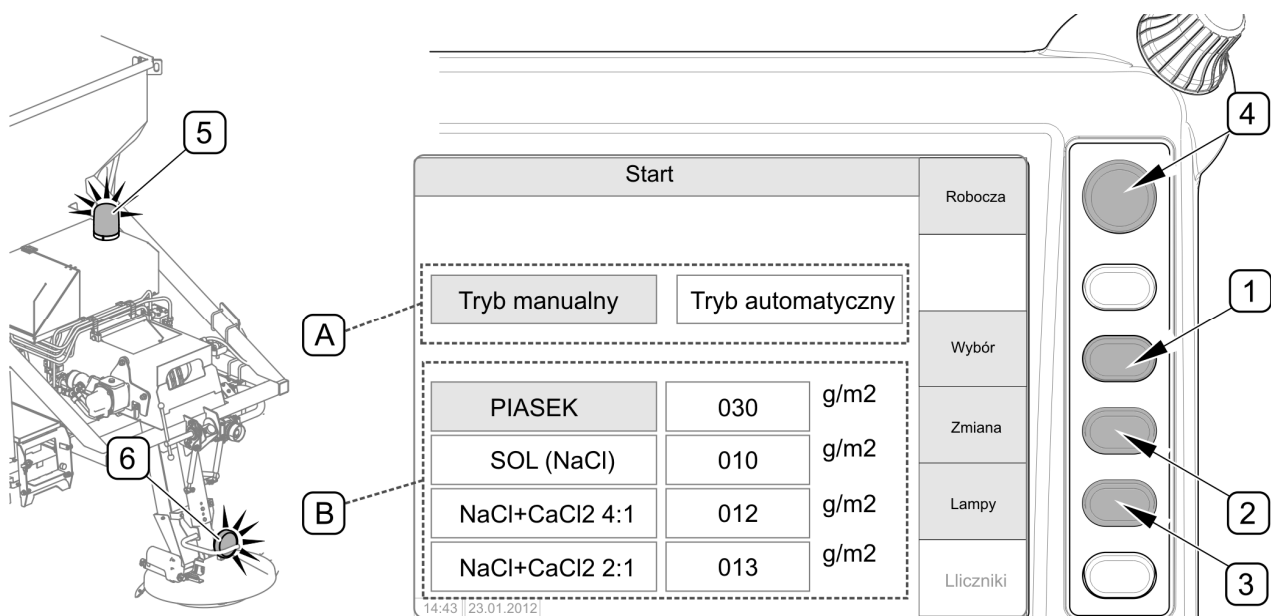 5
4
Start
Robocza
1
Tryb manualny
Tryb automatyczny
A
Wybór
PIASEK
030
g/m2
Zmiana
SOL (NaCl)
010
g/m2
6
B
NaCl+CaCl2 4:1
012
g/m2
Lampy
2
NaCl+CaCl2 2:1
013
g/m2
Lliczniki
3
14:43
23.01.2012